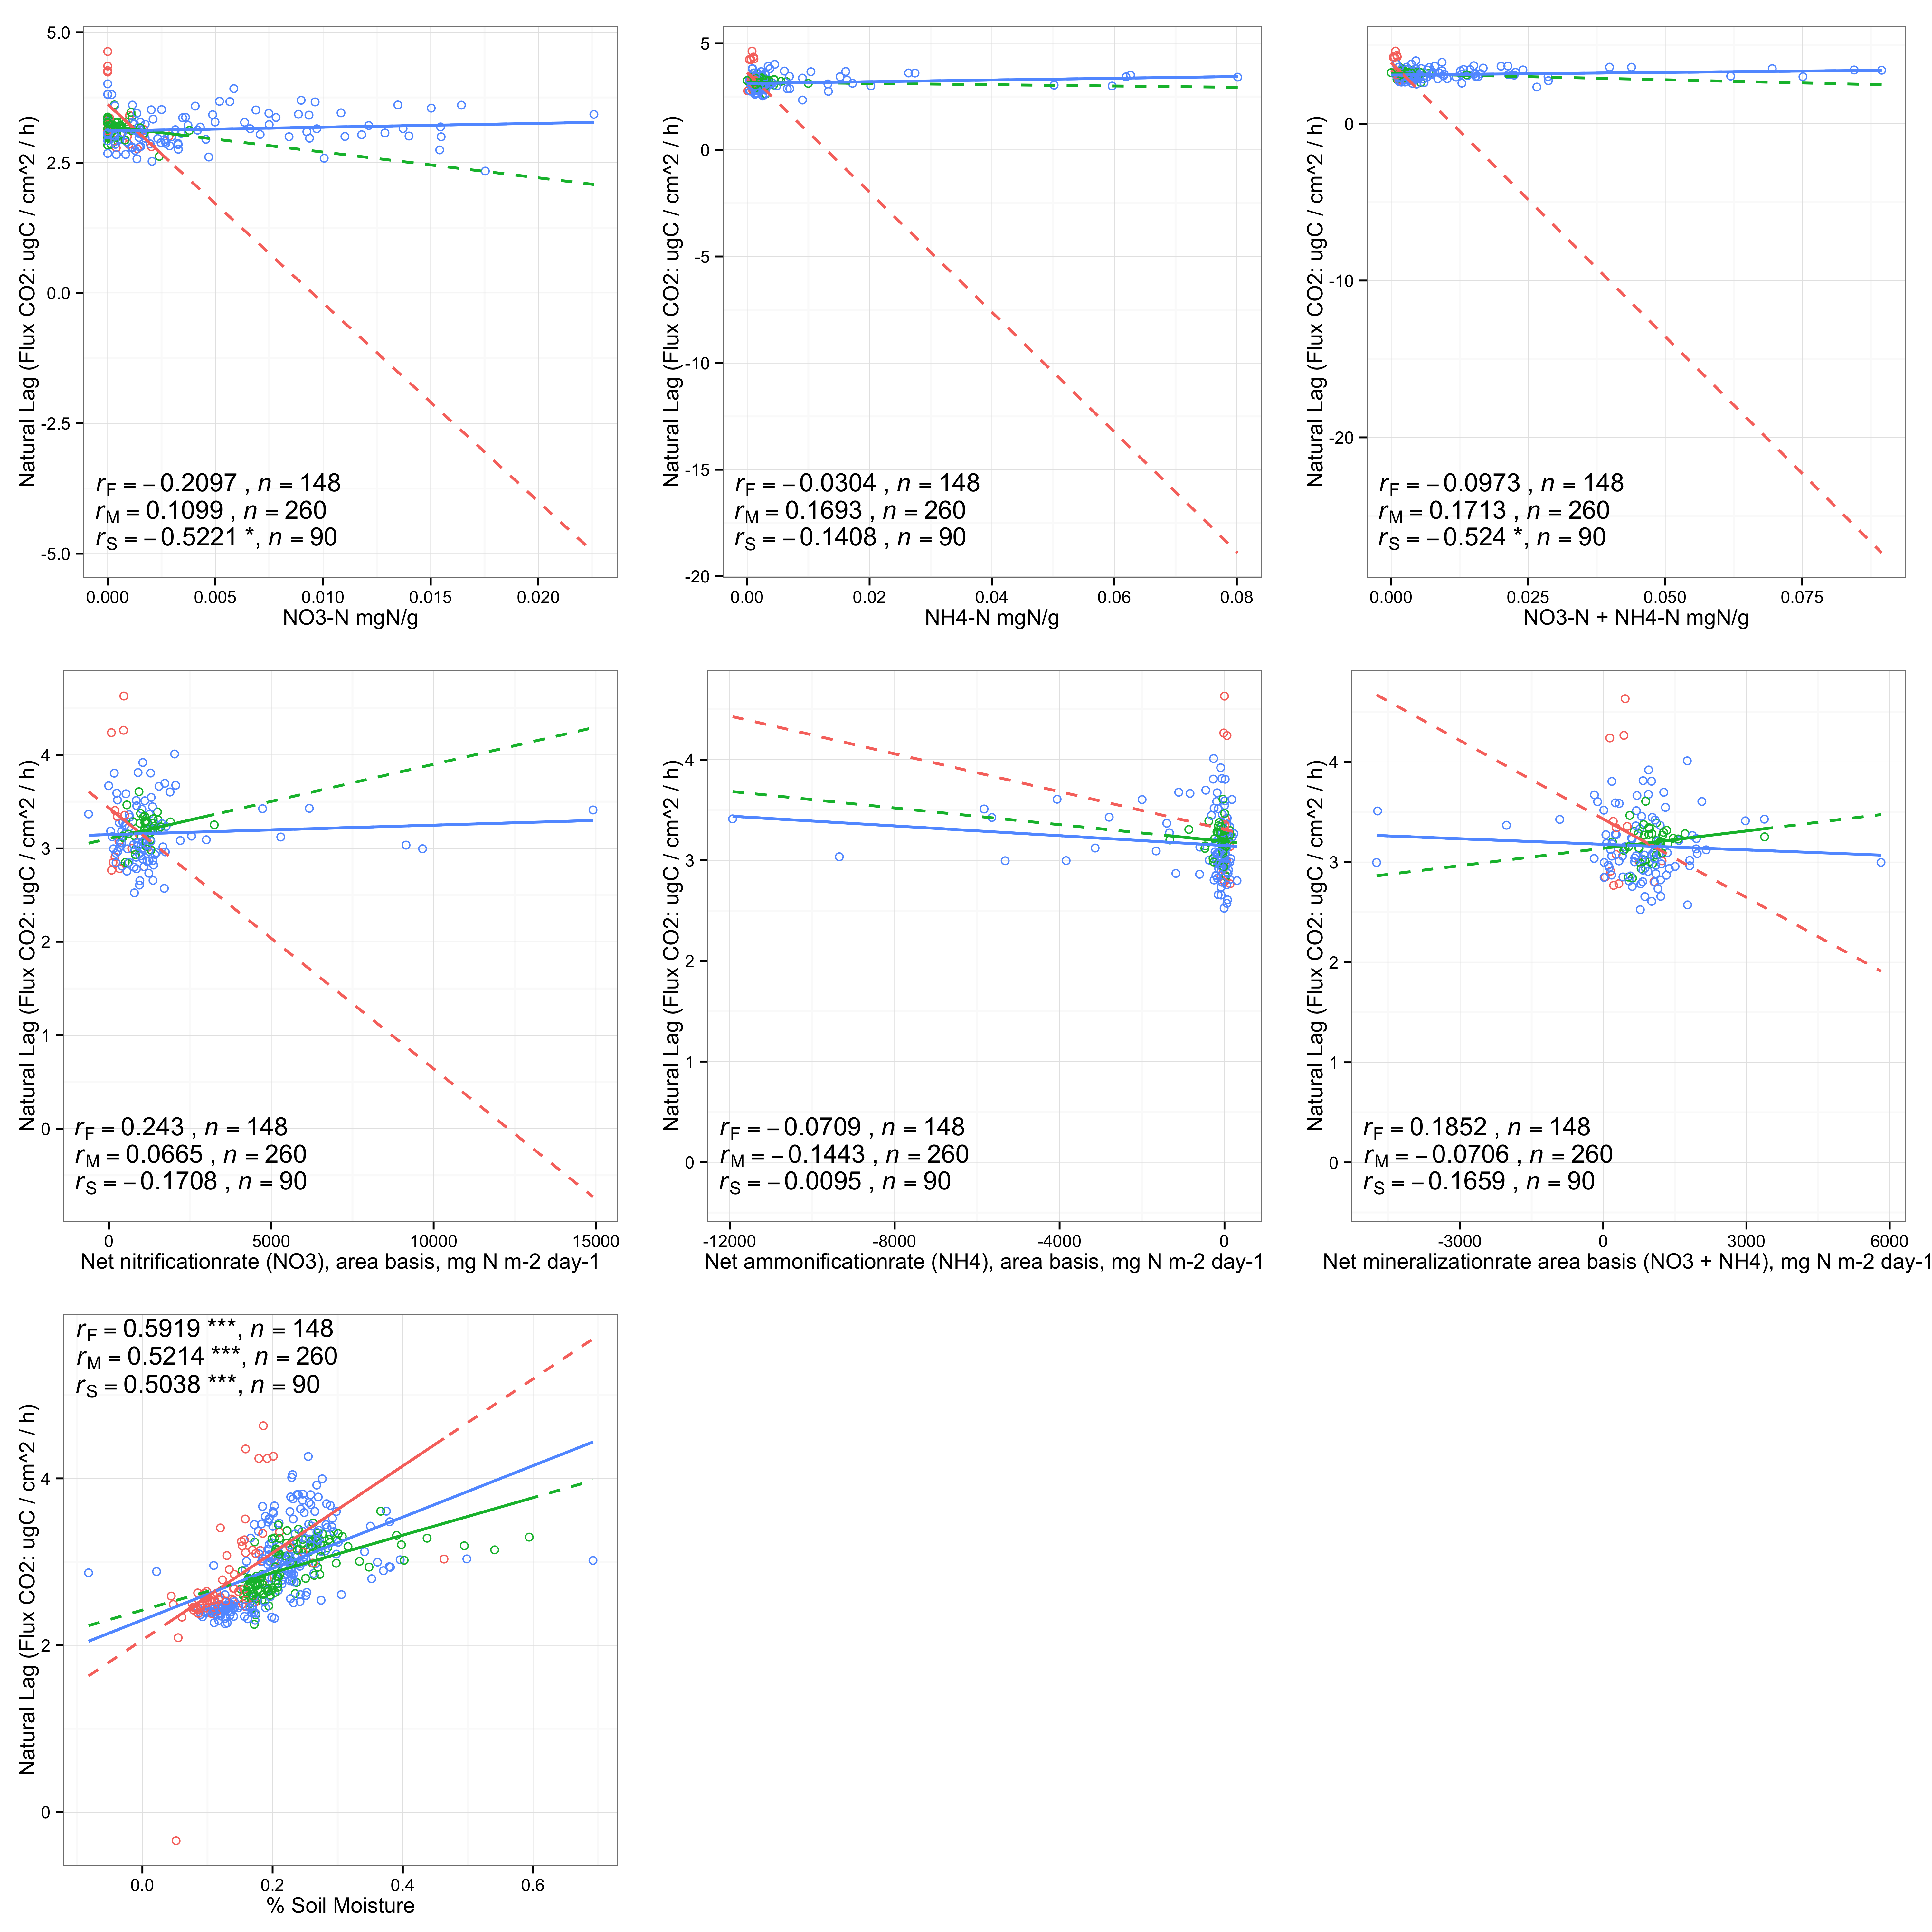 Natural Lag (Flux CO2: ugC / cm^2 / h)
5.0
2.5
0.0
-2.5
-5.0
rF = −0.2097 , n = 148
rM = 0.1099 , n = 260
rS = −0.5221 *, n = 90
0.000 0.005 0.010 0.015 0.020
NO3-N mgN/g
Natural Lag (Flux CO2: ugC / cm^2 / h)
5
0
-5
-10
-15
-20
rF = −0.0304 , n = 148
rM = 0.1693 , n = 260
rS = −0.1408 , n = 90
0.00 0.02 0.04 0.06 0.08
NH4-N mgN/g
Natural Lag (Flux CO2: ugC / cm^2 / h)
0
-10
-20
rF = −0.0973 , n = 148
rM = 0.1713 , n = 260
rS = −0.524 *, n = 90
0.000 0.025 0.050 0.075
NO3-N + NH4-N mgN/g
Natural Lag (Flux CO2: ugC / cm^2 / h)
4
3
2
1
0
rF = 0.243 , n = 148
rM = 0.0665 , n = 260
rS = −0.1708 , n = 90
0 5000 10000 15000
Net nitrificationrate (NO3), area basis, mg N m-2 day-1
Natural Lag (Flux CO2: ugC / cm^2 / h)
4
3
2
1
0
rF = −0.0709 , n = 148
rM = −0.1443 , n = 260
rS = −0.0095 , n = 90
-12000 -8000 -4000 0
Net ammonificationrate (NH4), area basis, mg N m-2 day-1
Natural Lag (Flux CO2: ugC / cm^2 / h)
4
3
2
1
0
rF = 0.1852 , n = 148
rM = −0.0706 , n = 260
rS = −0.1659 , n = 90
-3000 0 3000 6000
Net mineralizationrate area basis (NO3 + NH4), mg N m-2 day-1
Natural Lag (Flux CO2: ugC / cm^2 / h)
rF = 0.5919 ***, n = 148
rM = 0.5214 ***, n = 260
rS = 0.5038 ***, n = 90
4
2
0
0.0 0.2 0.4 0.6
% Soil Moisture